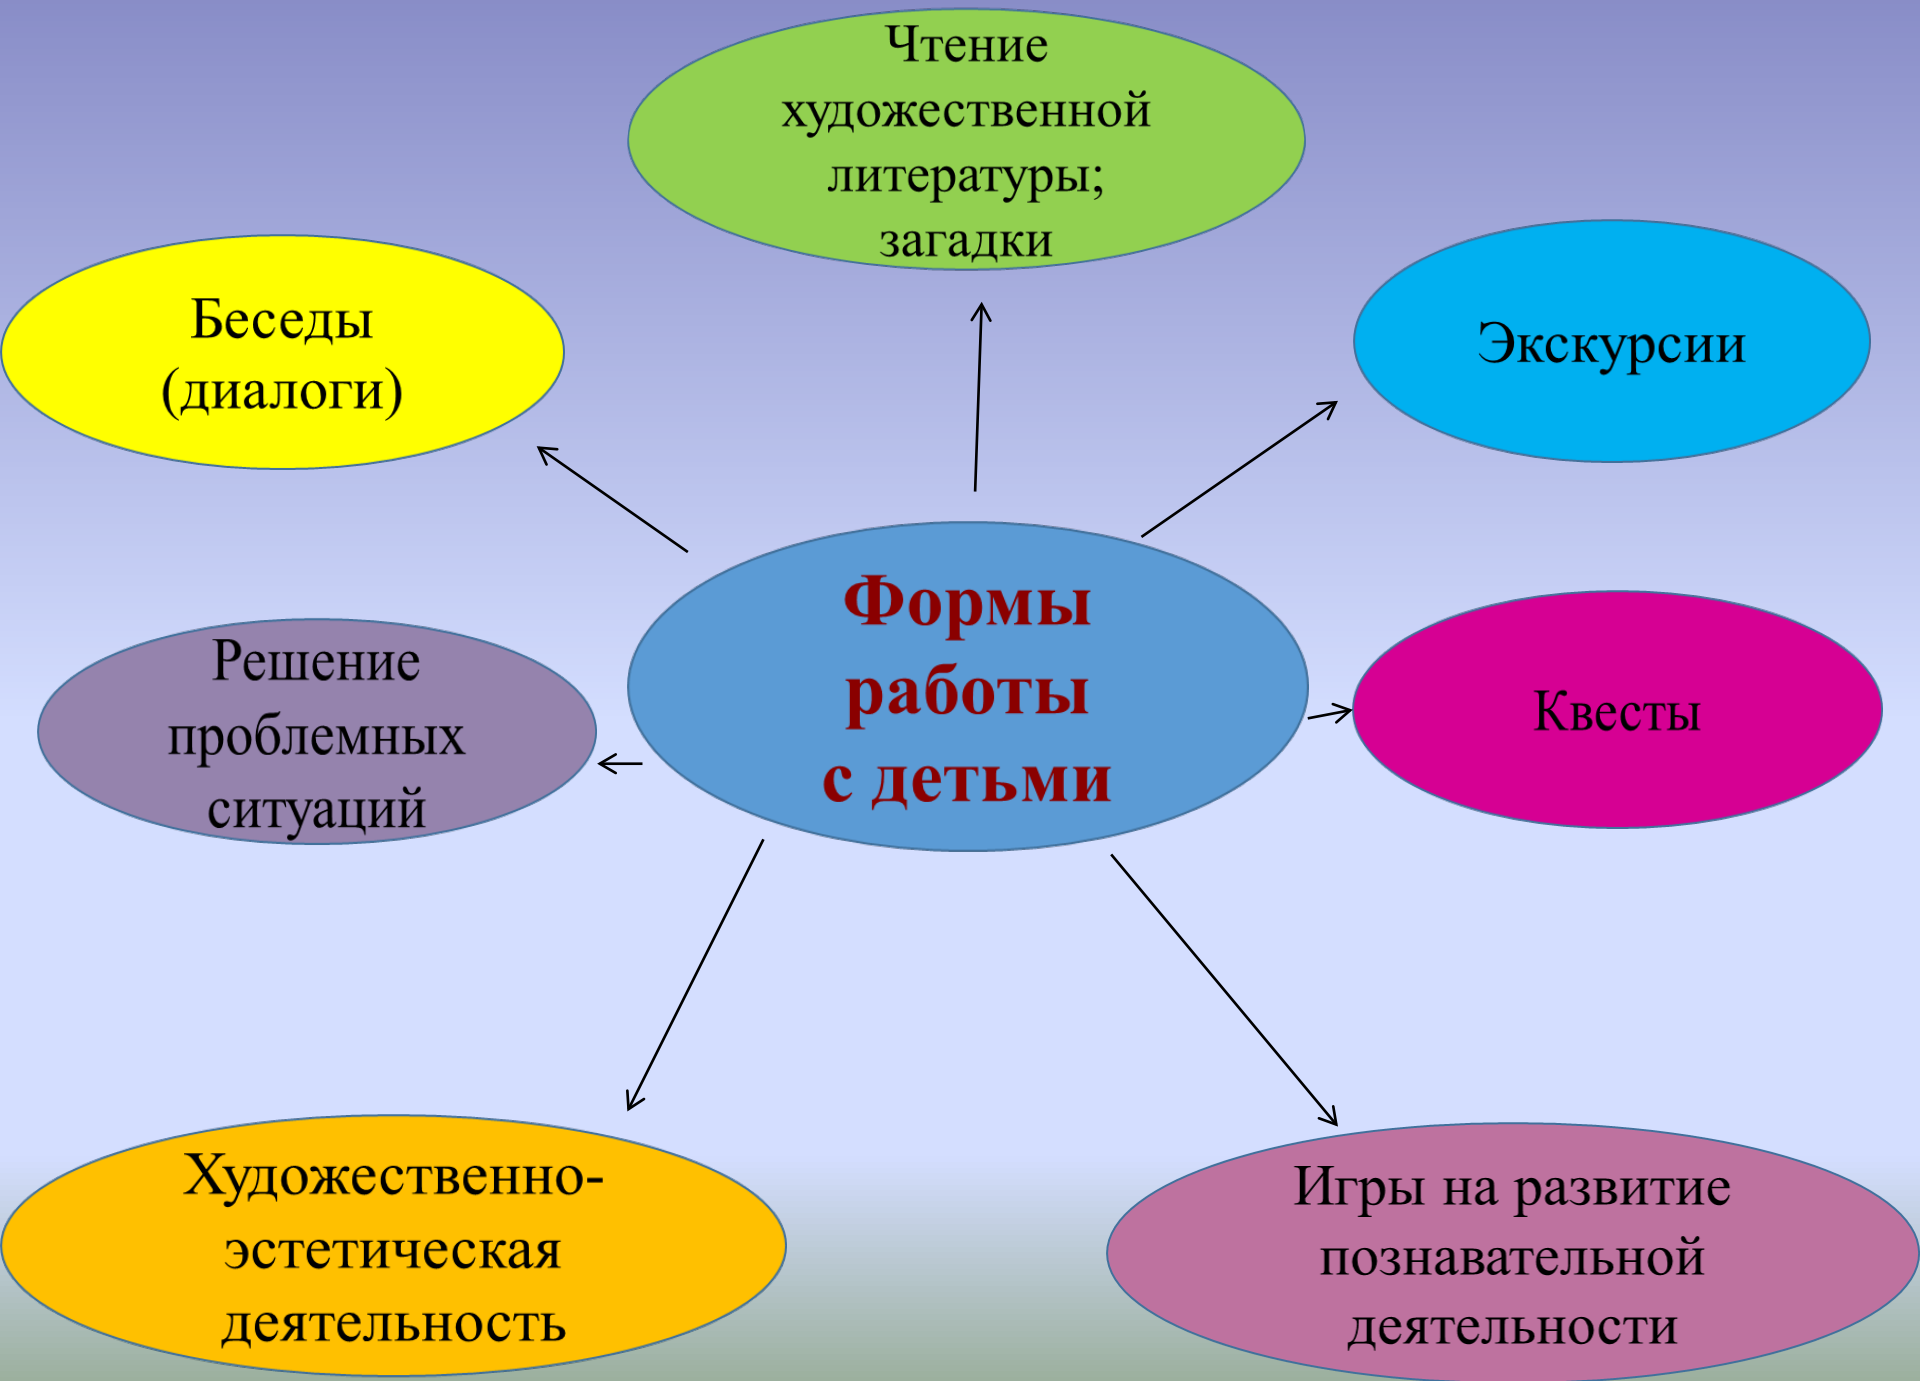 Чтение
художественной
литературы;
загадки
Беседы
(диалоги)
Экскурсии
Формы
работы
с детьми
Решение
проблемных
ситуаций
Квесты
Художественно-
эстетическая
деятельность
Игры на развитие
познавательной
деятельности